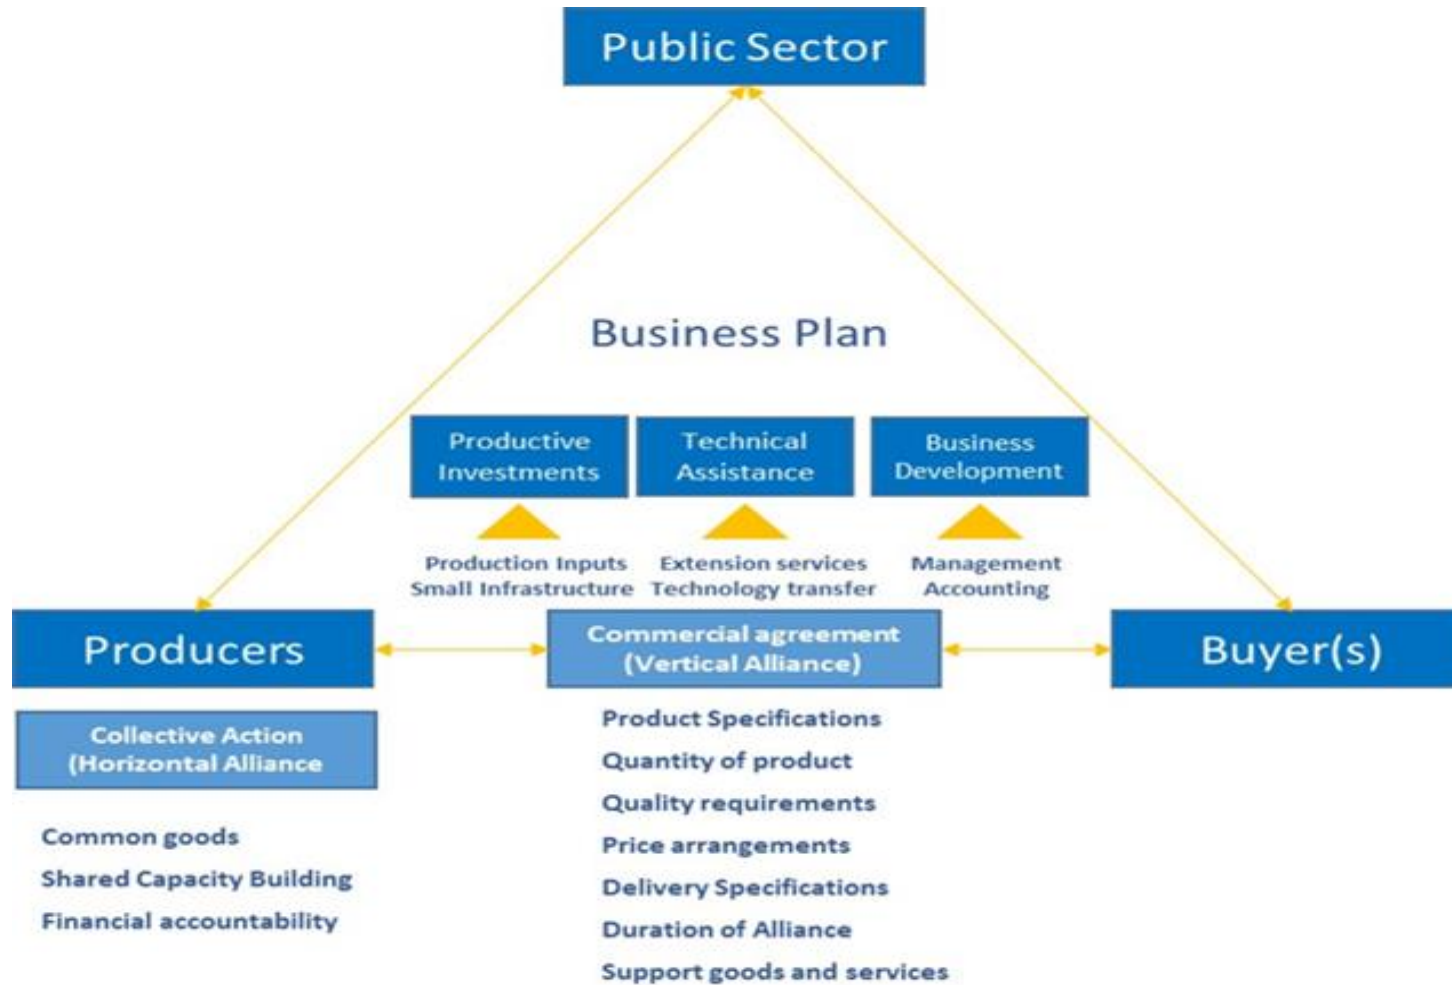 Public Sector
Business Plan
Productive
Investments
Technical
Assistance
Business
Development
Production Inputs
Small Infrastructure
Extension services
Technology transfer
Management
Accounting
Producers
Commercial agreement
(Vertical Alliance)
Buyer(s)
Collective Action
(Horizontal Alliance
Common goods
Shared Capacity Building
Financial accountability
Product Specifications
Quantity of product
Quality requirements
Price arrangements
Delivery Specifications
Duration of Alliance
Support goods and services